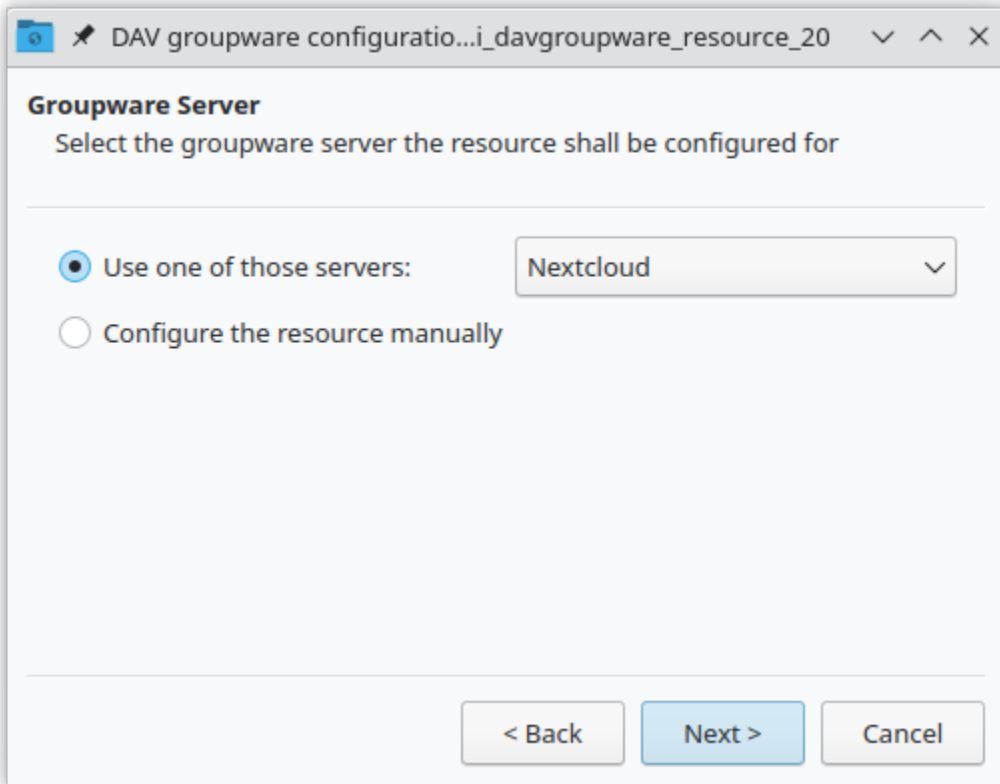 DAV groupware configuratio...i_davgroupware_resource_20
Groupware Server
Select the groupware server the resource shall be configured for
Use one of those servers: Nextcloud
Configure the resource manually
< Back Next > Cancel